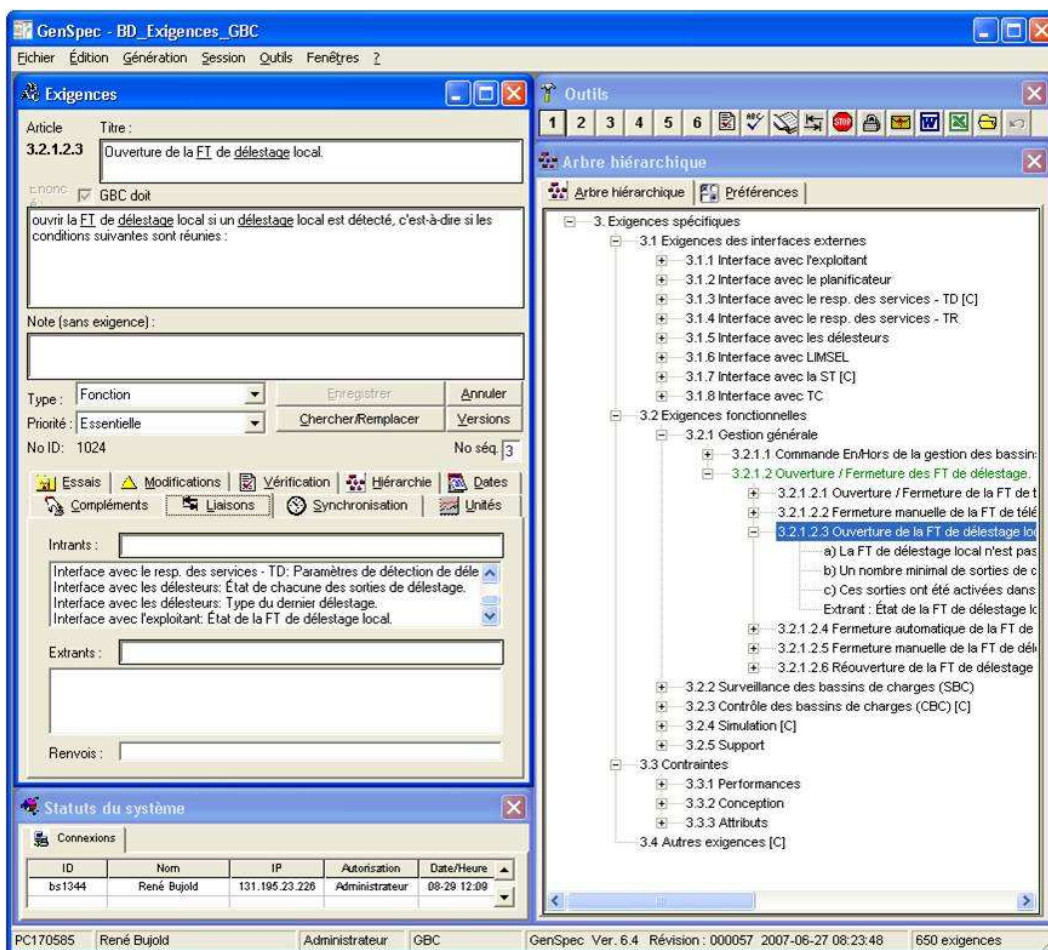 GenSpec - BD_Exigences_GBC
Fichier Édition Génération Session Outils Fenêtres ?
Exigences
Article Titre :
3.2.1.2.3 Ouverture de la FT de délestage local.
GBC doit
ouvrir la FT de délestage local si un délestage local est détecté, c'est-à-dire si les
conditions suivantes sont réunies :
Note (sans exigence) :
Type : Fonction Enregistrer Annuler
Priorité : Essentielle Chercher/Remplacer Versions
No ID: 1024 No séq. 3
Essais Modifications Vérification Hiérarchie Dates
Compléments Liaisons Synchronisation Unités
Intrants :
Interface avec le resp. des services - TD: Paramètres de détection de déle
Interface avec les délesteurs: État de chacune des sorties de délestage.
Interface avec les délesteurs: Type du dernier délestage.
Interface avec l'exploitant: État de la FT de délestage local.
Extrants :
Renvois :
Statuts du système
Connexions
ID Nom IP Autorisation Date/Heure
bs1344 René Bujold 131.195.23.226 Administrateur 08-29 12:09
Outils
1 2 3 4 5 6 ABC STOP W X
Arbre hiérarchique
Arbre hiérarchique Préférences
3. Exigences spécifiques
3.1 Exigences des interfaces externes
3.1.1 Interface avec l'exploitant
3.1.2 Interface avec le planificateur
3.1.3 Interface avec le resp. des services - TD [C]
3.1.4 Interface avec le resp. des services - TR
3.1.5 Interface avec les délesteurs
3.1.6 Interface avec LIMSEL
3.1.7 Interface avec la ST [C]
3.1.8 Interface avec TC
3.2 Exigences fonctionnelles
3.2.1 Gestion générale
3.2.1.1 Commande En/Hors de la gestion des bassin
3.2.1.2 Ouverture / Fermeture des FT de délestage.
3.2.1.2.1 Ouverture / Fermeture de la FT de t
3.2.1.2.2 Fermeture manuelle de la FT de télé
3.2.1.2.3 Ouverture de la FT de délestage lo
a) La FT de délestage local n'est pas
b) Un nombre minimal de sorties de c
c) Ces sorties ont été activées dans
Extrant : État de la FT de délestage lo
3.2.1.2.4 Fermeture automatique de la FT de
3.2.1.2.5 Fermeture manuelle de la FT de dél
3.2.1.2.6 Réouverture de la FT de délestage
3.2.2 Surveillance des bassins de charges (SBC)
3.2.3 Contrôle des bassins de charges (CBC) [C]
3.2.4 Simulation [C]
3.2.5 Support
3.3 Contraintes
3.3.1 Performances
3.3.2 Conception
3.3.3 Attributs
3.4 Autres exigences [C]
PC170585 René Bujold Administrateur GBC GenSpec Ver. 6.4 Révision : 000057 2007-06-27 08:23:48 650 exigences